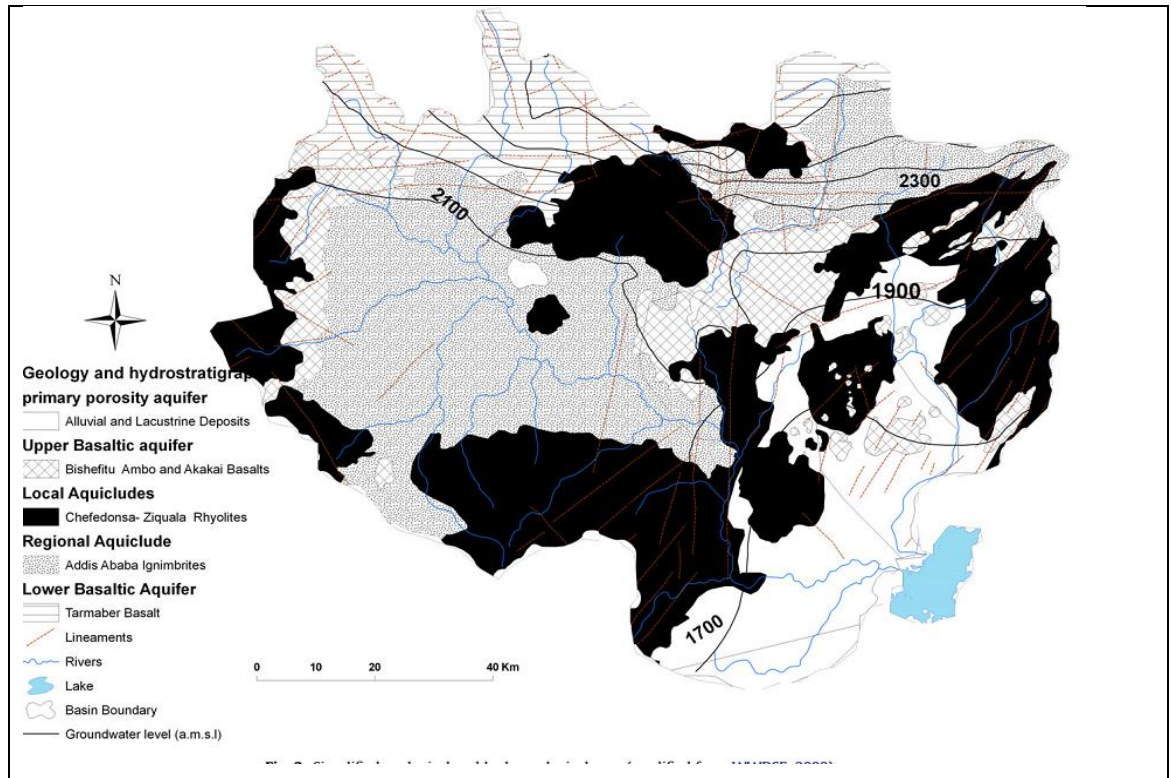 2100
2300
1900
1700
N
Geology and hydrostratigrap
primary porosity aquifer
Alluvial and Lacustrine Deposits
Upper Basaltic aquifer
Bishefitu Ambo and Akakai Basalts
Local Aquicludes
Chefedonsa- Ziquala Rhyolites
Regional Aquiclude
Addis Ababa Ignimbrites
Lower Basaltic Aquifer
Tarmaber Basalt
Lineaments
Rivers
Lake
Basin Boundary
Groundwater level (a.m.s.l)
0 10 20 40 Km